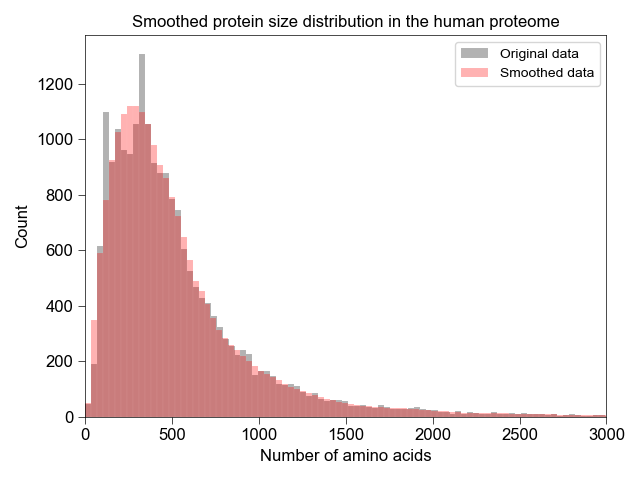 Smoothed protein size distribution in the human proteome
Original data
Smoothed data
1200
1000
800
600
400
200
0
Count
0 500 1000 1500 2000 2500 3000
Number of amino acids